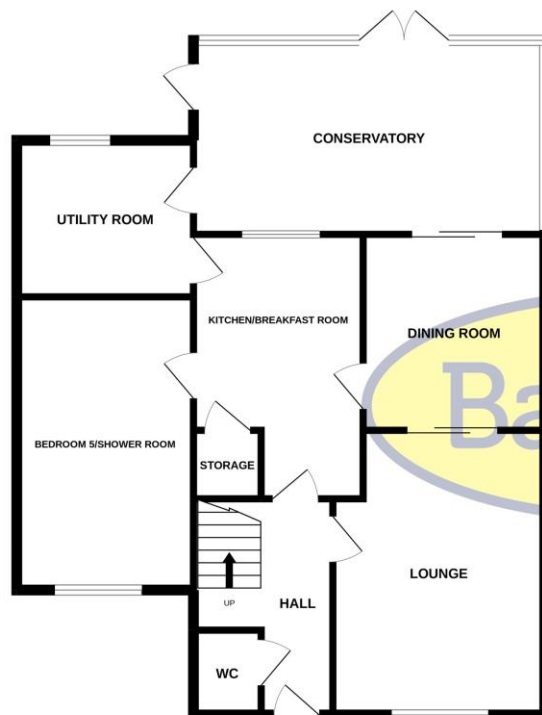 CONSERVATORY
UTILITY ROOM
KITCHEN/BREAKFAST ROOM
DINING ROOM
BEDROOM 5/SHOWER ROOM
STORAGE
LOUNGE
UP
HALL
WC